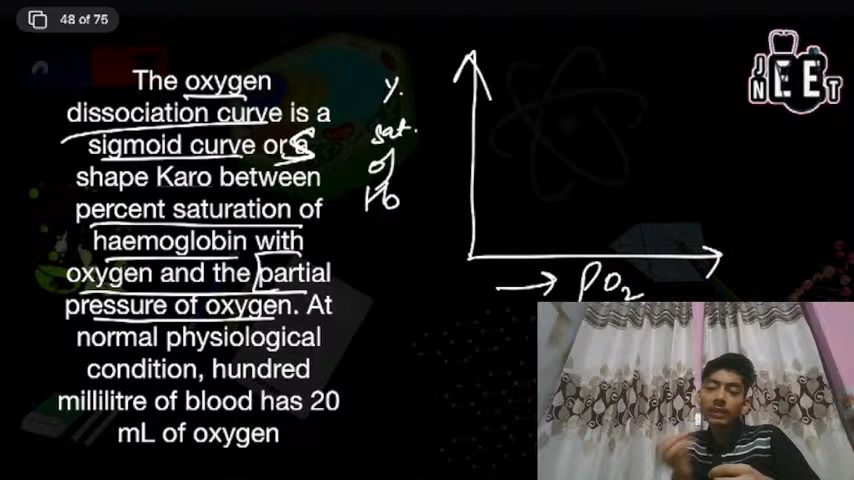 48 of 75
The oxygen
dissociation curve is a
sigmoid curve or S
shape Karo between
percent saturation of
haemoglobin with
oxygen and the partial
pressure of oxygen. At
normal physiological
condition, hundred
millilitre of blood has 20
mL of oxygen
%.
sat.
of
Hb
→ PO₂
J
NEET